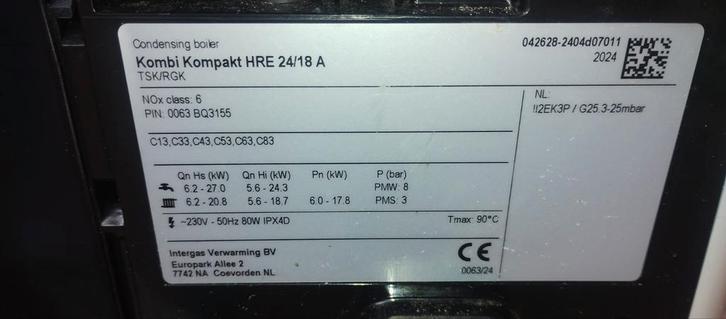 Condensing boiler
Kombi Kompakt HRE 24/18 A
TSK/RGK
042628-2404d07011
2024
NOx class: 6
PIN: 0063 BQ3155
NL:
II2EK3P / G25.3-25mbar
C13,C33,C43,C53,C63,C83
Qn Hs (kW) Qn Hi (kW) Pn (kW) P (bar)
6.2 - 27.0 5.6 - 24.3 PMW: 8
6.2 - 20.8 5.6 - 18.7 6.0 - 17.8 PMS: 3
~230V - 50Hz 80W IPX4D Tmax: 90°C
Intergas Verwarming BV
Europark Allee 2
7742 NA Coevorden NL
CE
0063/24